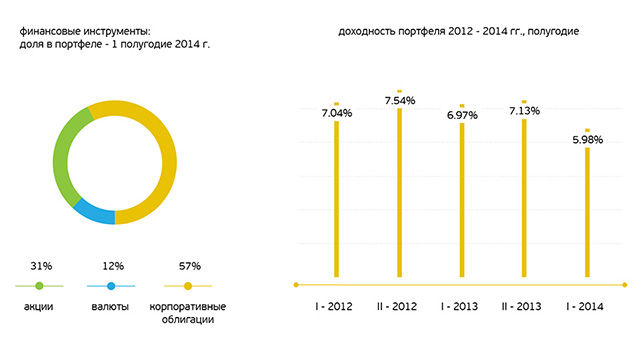 финансовые инструменты:
доля в портфеле - 1 полугодие 2014 г.
31%
12%
57%
акции
валюты
корпоративные
облигации
доходность портфеля 2012 - 2014 гг., полугодие
7.04%
7.54%
6.97%
7.13%
5.98%
I - 2012
II - 2012
I - 2013
II - 2013
I - 2014